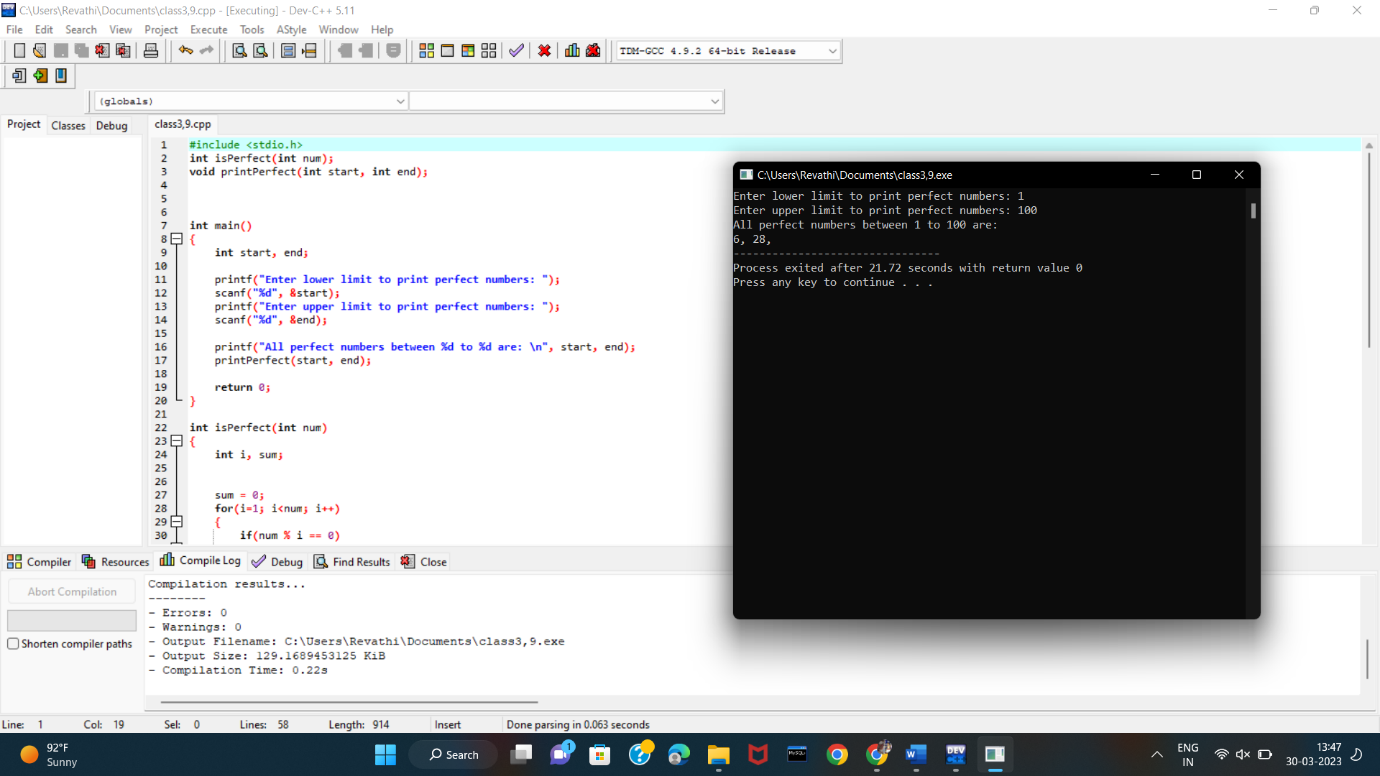 C:\Users\Revathi\Documents\class3,9.cpp - [Executing] - Dev-C++ 5.11
File Edit Search View Project Execute Tools AStyle Window Help
TDM-GCC 4.9.2 64-bit Release
(globals)
Project Classes Debug
class3,9.cpp
1 #include <stdio.h>
2 int isPerfect(int num);
3 void printPerfect(int start, int end);
4
5
6
7 int main()
8 {
9 int start, end;
10
11 printf("Enter lower limit to print perfect numbers: ");
12 scanf("%d", &start);
13 printf("Enter upper limit to print perfect numbers: ");
14 scanf("%d", &end);
15
16 printf("All perfect numbers between %d to %d are: \n", start, end);
17 printPerfect(start, end);
18
19 return 0;
20 }
21
22 int isPerfect(int num)
23 {
24 int i, sum;
25
26
27 sum = 0;
28 for(i=1; i<num; i++)
29 {
30 if(num % i == 0)
C:\Users\Revathi\Documents\class3,9.exe
Enter lower limit to print perfect numbers: 1
Enter upper limit to print perfect numbers: 100
All perfect numbers between 1 to 100 are:
6, 28,
--------------------------------
Process exited after 21.72 seconds with return value 0
Press any key to continue . . .
Compiler Resources Compile Log Debug Find Results Close
Abort Compilation
Shorten compiler paths
Compilation results...
--------
- Errors: 0
- Warnings: 0
- Output Filename: C:\Users\Revathi\Documents\class3,9.exe
- Output Size: 129.1689453125 KiB
- Compilation Time: 0.22s
Line: 1 Col: 19 Sel: 0 Lines: 58 Length: 914 Insert Done parsing in 0.063 seconds
92°F
Sunny
Search
1
MySQL
W
DEV
C++
ENG
IN
13:47
30-03-2023